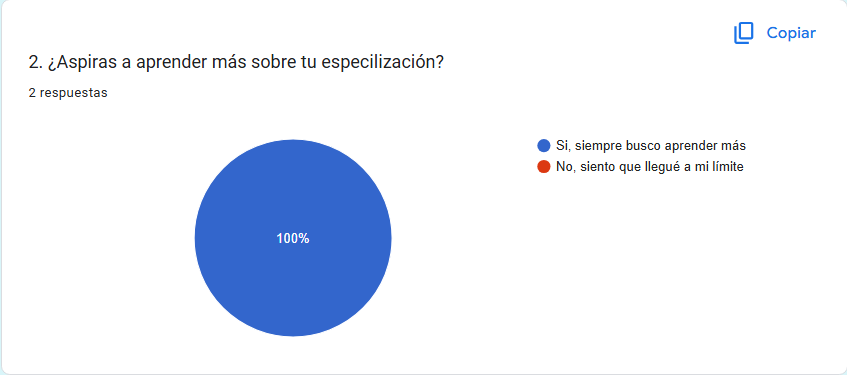 Copiar
2. ¿Aspiras a aprender más sobre tu especilización?
2 respuestas
Si, siempre busco aprender más
No, siento que llegué a mi límite
100%